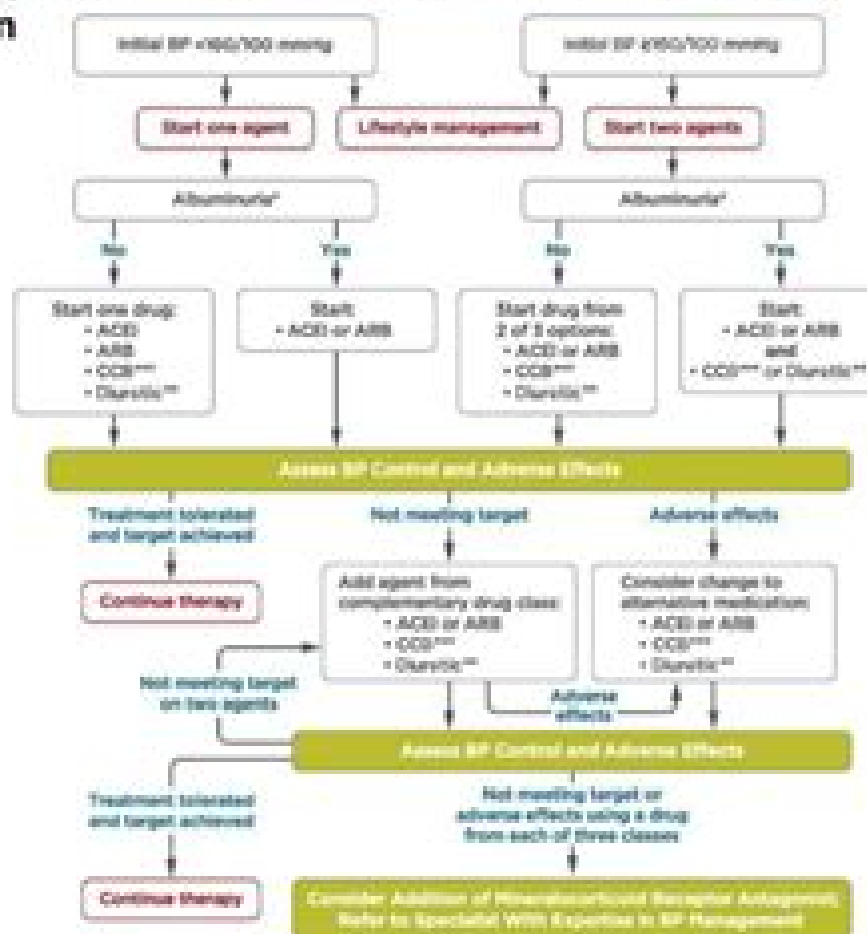 n
Initial BP
mmHg
Initial BP ≥160/100 mmHg
Start one agent
Lifestyle management
Start two agents
Albuminuria*
Albuminuria*
No
Yes
No
Yes
Start one drug:
• ACEi
• ARB
• CCB***
• Diuretic**
Start:
• ACEi or ARB
Start drug from
2 of 3 options:
• ACEi or ARB
• CCB***
• Diuretic**
Start:
• ACEi or ARB
and
• CCB*** or Diuretic**
Assess BP Control and Adverse Effects
Treatment tolerated
and target achieved
Not meeting target
Adverse effects
Continue therapy
Add agent from
complementary drug class:
• ACEi or ARB
• CCB***
• Diuretic**
Consider change to
alternative medication:
• ACEi or ARB
• CCB***
• Diuretic**
Not meeting target
on two agents
Adverse
effects
Assess BP Control and Adverse Effects
Treatment tolerated
and target achieved
Not meeting target or
adverse effects using a drug
from each of three classes
Continue therapy
Consider Addition of Mineralocorticoid Receptor Antagonist;
Refer to Specialist With Expertise in BP Management